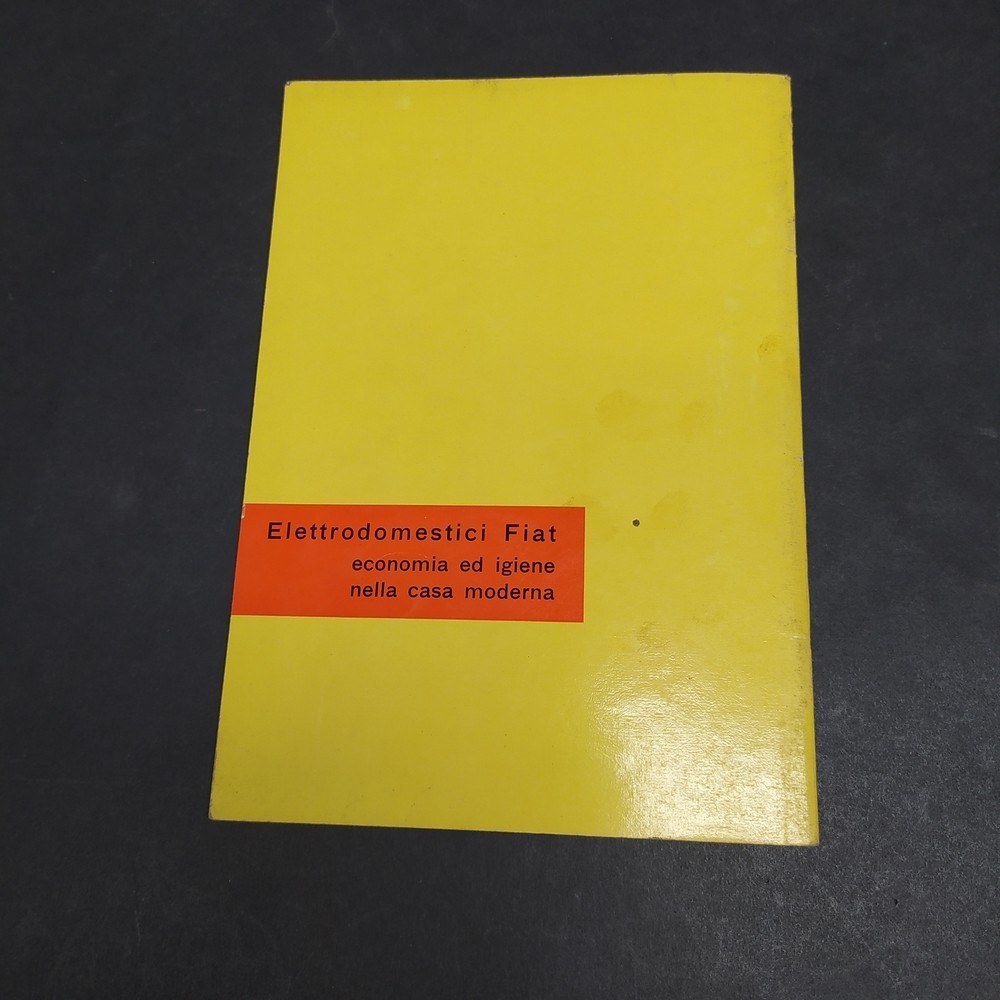 Elettrodomestici Fiat
economia ed igiene
nella casa moderna